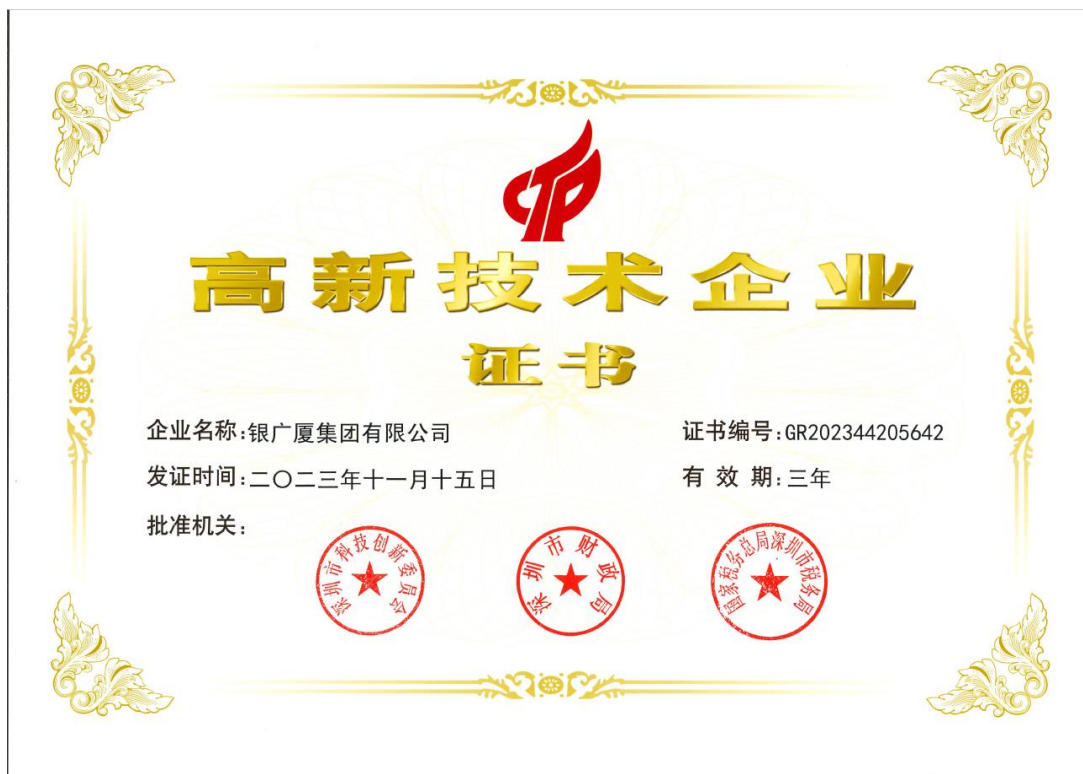 CTP
高新技术企业
证书
企业名称:银广厦集团有限公司
证书编号:GR202344205642
发证时间:二〇二三年十一月十五日
有 效 期:三年
批准机关:
深圳市科技创新委员会
深圳市财政局
国家税务总局深圳市税务局